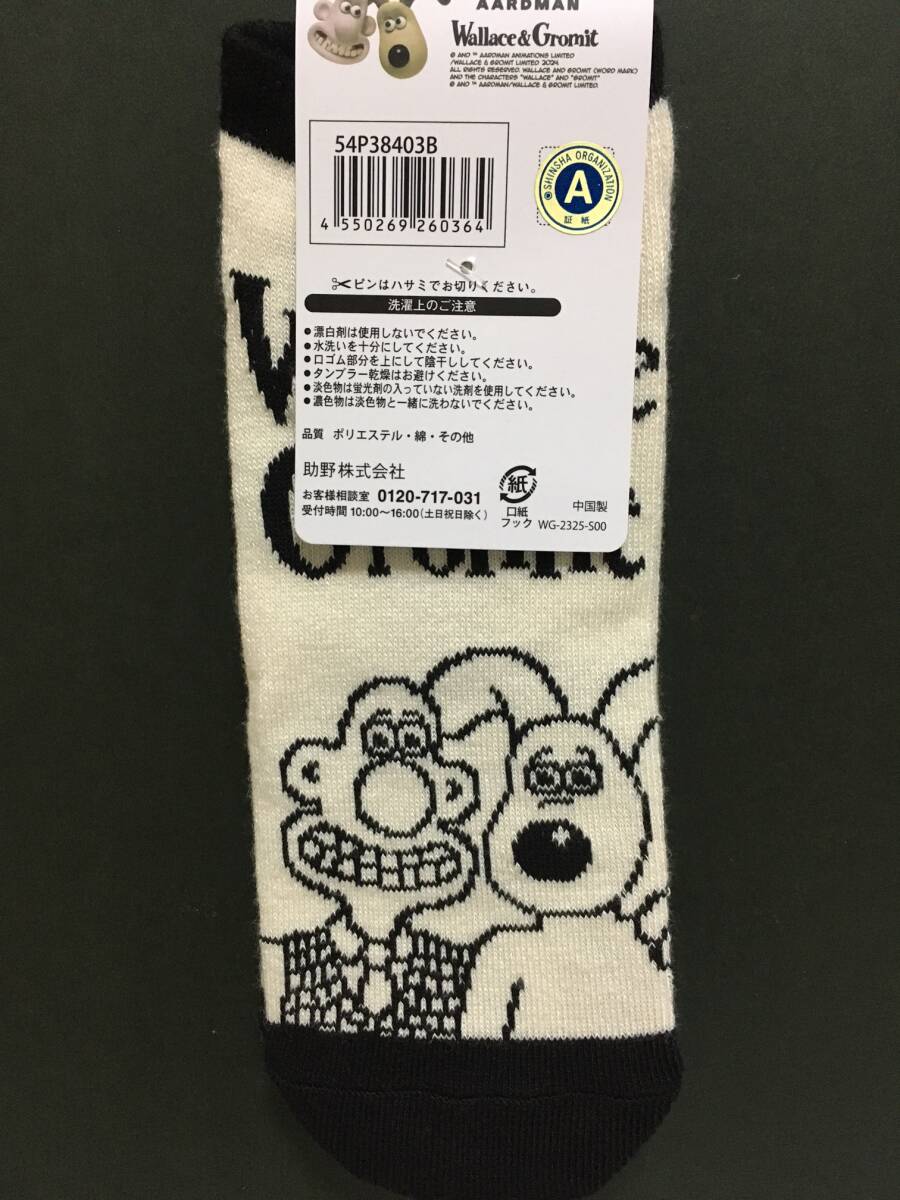 AARDMAN
Wallace & Gromit
© AND ™ AARDMAN ANIMATIONS LIMITED
/WALLACE & GROMIT LIMITED 2024
ALL RIGHTS RESERVED. WALLACE AND GROMIT (WORD MARK)
AND THE CHARACTERS "WALLACE" AND "GROMIT"
© AND ™ AARDMAN/WALLACE & GROMIT LIMITED.
54P38403B
4 550269 260364
SHINSHA ORGANIZATION
A
証紙
ピンはハサミでお切りください。
洗濯上のご注意
●漂白剤は使用しないでください。
●水洗いを十分にしてください。
●口ゴム部分を上にして陰干ししてください。
●タンブラー乾燥はお避けください。
●淡色物は蛍光剤の入っていない洗剤を使用してください。
●濃色物は淡色物と一緒に洗わないでください。
品質 ポリエステル・綿・その他
助野株式会社
お客様相談室 0120-717-031
受付時間 10:00〜16:00(土日祝日除く)
紙
口紙
フック
中国製
WG-2325-S00